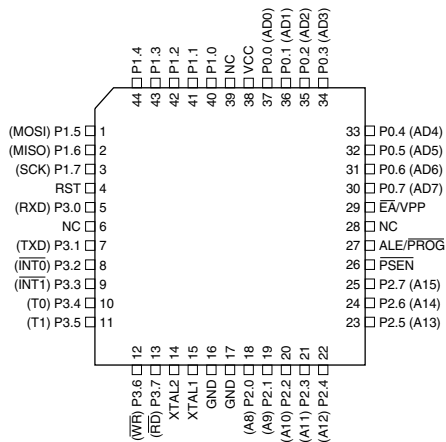 P1.4
P1.3
P1.2
P1.1
P1.0
NC
VCC
P0.0 (AD0)
P0.1 (AD1)
P0.2 (AD2)
P0.3 (AD3)
44
43
42
41
40
39
38
37
36
35
34
(MOSI) P1.5 1
(MISO) P1.6 2
(SCK) P1.7 3
RST 4
(RXD) P3.0 5
NC 6
(TXD) P3.1 7
(INT0) P3.2 8
(INT1) P3.3 9
(T0) P3.4 10
(T1) P3.5 11
33 P0.4 (AD4)
32 P0.5 (AD5)
31 P0.6 (AD6)
30 P0.7 (AD7)
29 EA/VPP
28 NC
27 ALE/PROG
26 PSEN
25 P2.7 (A15)
24 P2.6 (A14)
23 P2.5 (A13)
12
13
14
15
16
17
18
19
20
21
22
(WR) P3.6
(RD) P3.7
XTAL2
XTAL1
GND
GND
(A8) P2.0
(A9) P2.1
(A10) P2.2
(A11) P2.3
(A12) P2.4